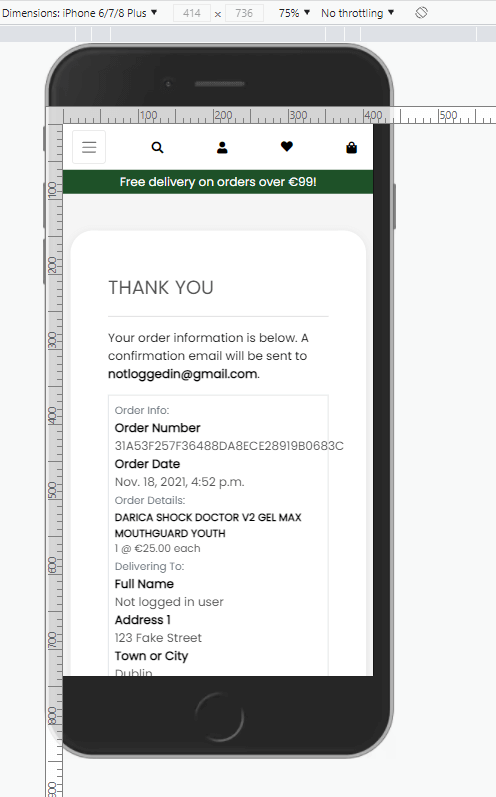 Dimensions: iPhone 6/7/8 Plus ▼ 414 x 736 75% ▼ No throttling ▼
100 200 300 400 500
Free delivery on orders over €99!
THANK YOU
Your order information is below. A
confirmation email will be sent to
notloggedin@gmail.com.
Order Info:
Order Number
31A53F257F36488DA8ECE28919B0683C
Order Date
Nov. 18, 2021, 4:52 p.m.
Order Details:
DARICA SHOCK DOCTOR V2 GEL MAX
MOUTHGUARD YOUTH
1 @ €25.00 each
Delivering To:
Full Name
Not logged in user
Address 1
123 Fake Street
Town or City
Dublin
100
200
300
400
500
600
700
800